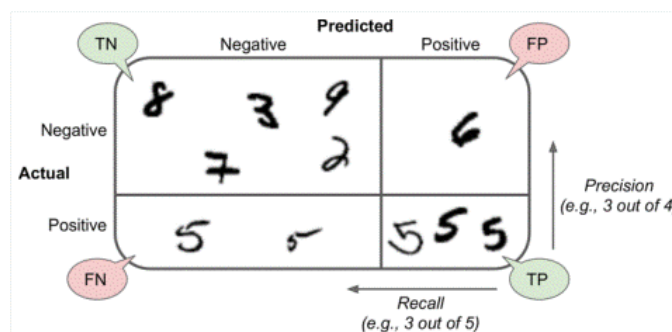 Predicted
TN Negative Positive FP
8 3 9
Negative 6
7 2
Actual
Precision
(e.g., 3 out of 4
Positive 5 5 5 5 5
FN TP
Recall
(e.g., 3 out of 5)